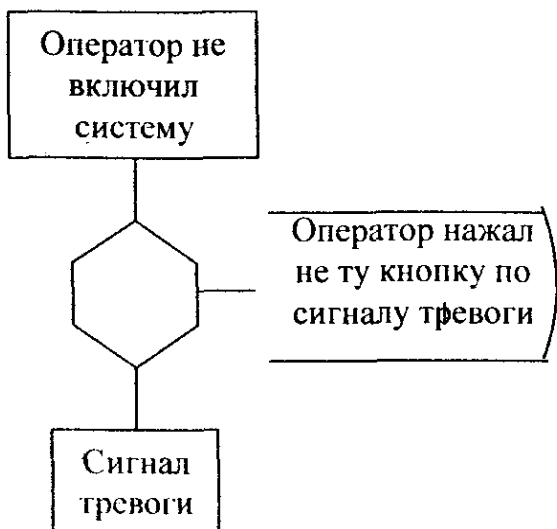 Оператор не
включил
систему
Оператор нажал
не ту кнопку по
сигналу тревоги
Сигнал
тревоги